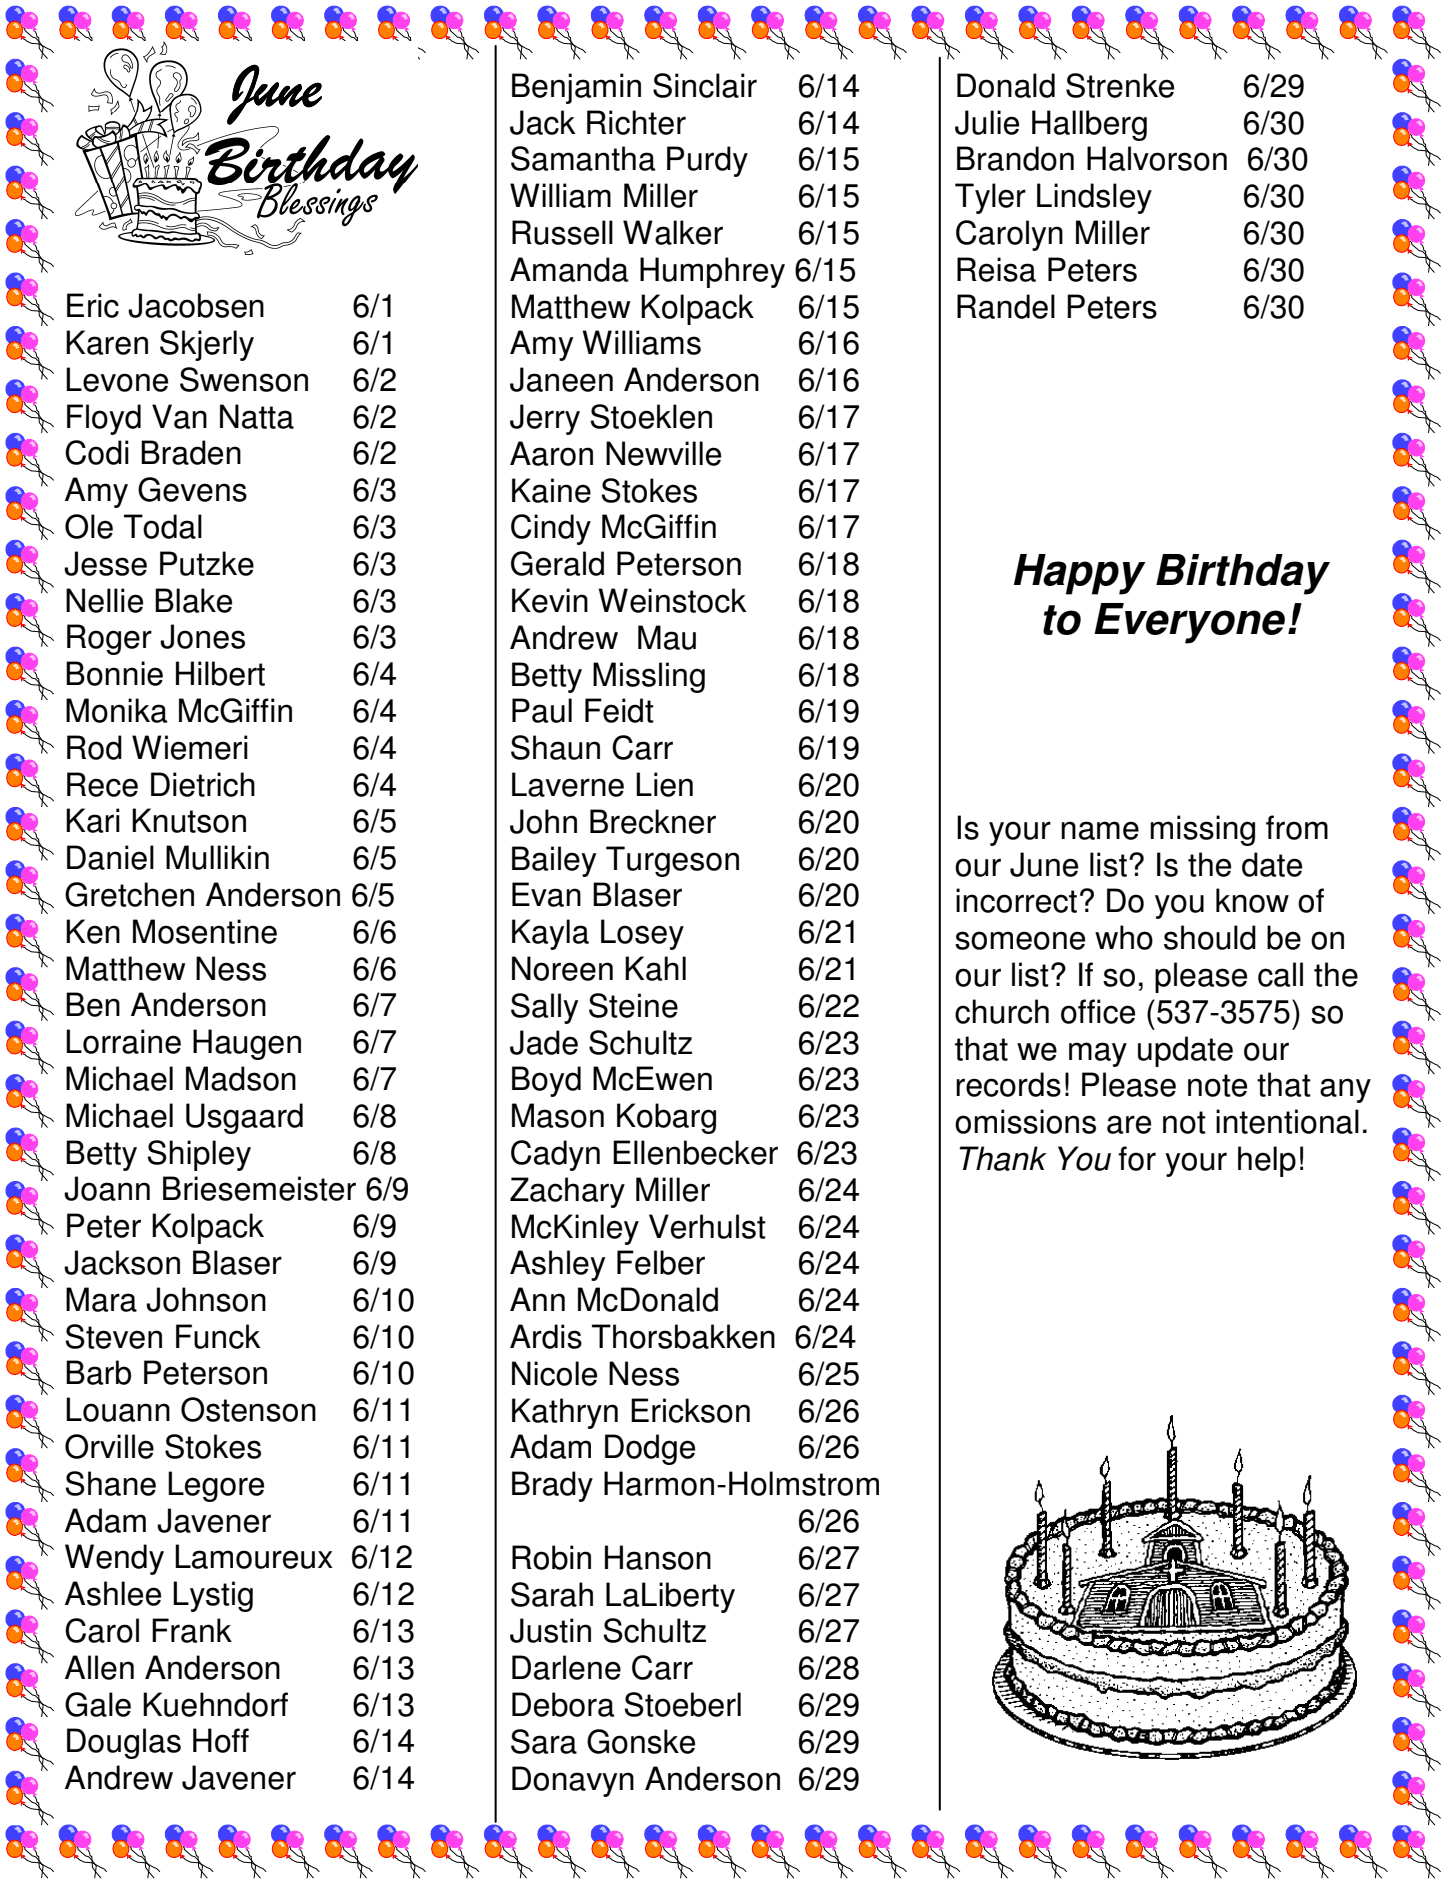 June
Birthday
Blessings
Eric Jacobsen 6/1
Karen Skjerly 6/1
Levone Swenson 6/2
Floyd Van Natta 6/2
Codi Braden 6/2
Amy Gevens 6/3
Ole Todal 6/3
Jesse Putzke 6/3
Nellie Blake 6/3
Roger Jones 6/3
Bonnie Hilbert 6/4
Monika McGiffin 6/4
Rod Wiemeri 6/4
Rece Dietrich 6/4
Kari Knutson 6/5
Daniel Mullikin 6/5
Gretchen Anderson 6/5
Ken Mosentine 6/6
Matthew Ness 6/6
Ben Anderson 6/7
Lorraine Haugen 6/7
Michael Madson 6/7
Michael Usgaard 6/8
Betty Shipley 6/8
Joann Briesemeister 6/9
Peter Kolpack 6/9
Jackson Blaser 6/9
Mara Johnson 6/10
Steven Funck 6/10
Barb Peterson 6/10
Louann Ostenson 6/11
Orville Stokes 6/11
Shane Legore 6/11
Adam Javener 6/11
Wendy Lamoureux 6/12
Ashlee Lystig 6/12
Carol Frank 6/13
Allen Anderson 6/13
Gale Kuehndorf 6/13
Douglas Hoff 6/14
Andrew Javener 6/14
Benjamin Sinclair 6/14
Jack Richter 6/14
Samantha Purdy 6/15
William Miller 6/15
Russell Walker 6/15
Amanda Humphrey 6/15
Matthew Kolpack 6/15
Amy Williams 6/16
Janeen Anderson 6/16
Jerry Stoeklen 6/17
Aaron Newville 6/17
Kaine Stokes 6/17
Cindy McGiffin 6/17
Gerald Peterson 6/18
Kevin Weinstock 6/18
Andrew  Mau 6/18
Betty Missling 6/18
Paul Feidt 6/19
Shaun Carr 6/19
Laverne Lien 6/20
John Breckner 6/20
Bailey Turgeson 6/20
Evan Blaser 6/20
Kayla Losey 6/21
Noreen Kahl 6/21
Sally Steine 6/22
Jade Schultz 6/23
Boyd McEwen 6/23
Mason Kobarg 6/23
Cadyn Ellenbecker 6/23
Zachary Miller 6/24
McKinley Verhulst 6/24
Ashley Felber 6/24
Ann McDonald 6/24
Ardis Thorsbakken 6/24
Nicole Ness 6/25
Kathryn Erickson 6/26
Adam Dodge 6/26
Brady Harmon-Holmstrom
6/26
Robin Hanson 6/27
Sarah LaLiberty 6/27
Justin Schultz 6/27
Darlene Carr 6/28
Debora Stoeberl 6/29
Sara Gonske 6/29
Donavyn Anderson 6/29
Donald Strenke 6/29
Julie Hallberg 6/30
Brandon Halvorson 6/30
Tyler Lindsley 6/30
Carolyn Miller 6/30
Reisa Peters 6/30
Randel Peters 6/30
Happy Birthday
to Everyone!
Is your name missing from
our June list? Is the date
incorrect? Do you know of
someone who should be on
our list? If so, please call the
church office (537-3575) so
that we may update our
records! Please note that any
omissions are not intentional.
Thank You for your help!